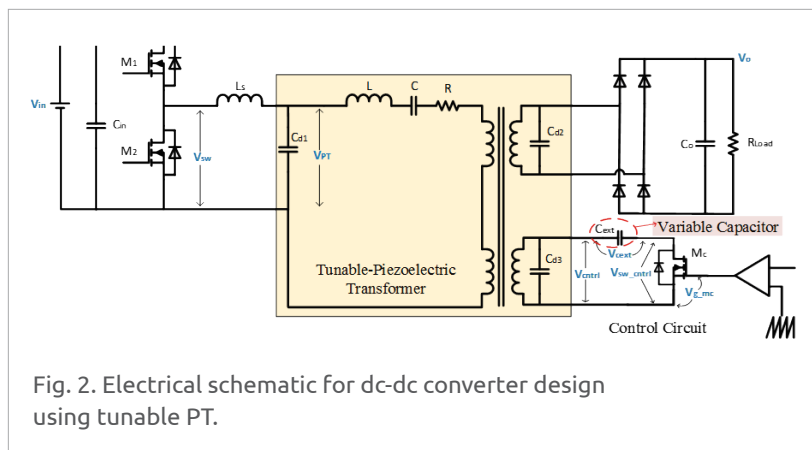 M1
Ls
L
C
R
Vo
Vin
Cin
Cd1
Cd2
Co
RLoad
Vsw
VPT
M2
Cext
Variable Capacitor
Tunable-Piezoelectric
Transformer
Cd3
Vcntrl
Vcext
Vsw_cntrl
Mc
Vg_mc
Control Circuit
Fig. 2. Electrical schematic for dc-dc converter design
using tunable PT.